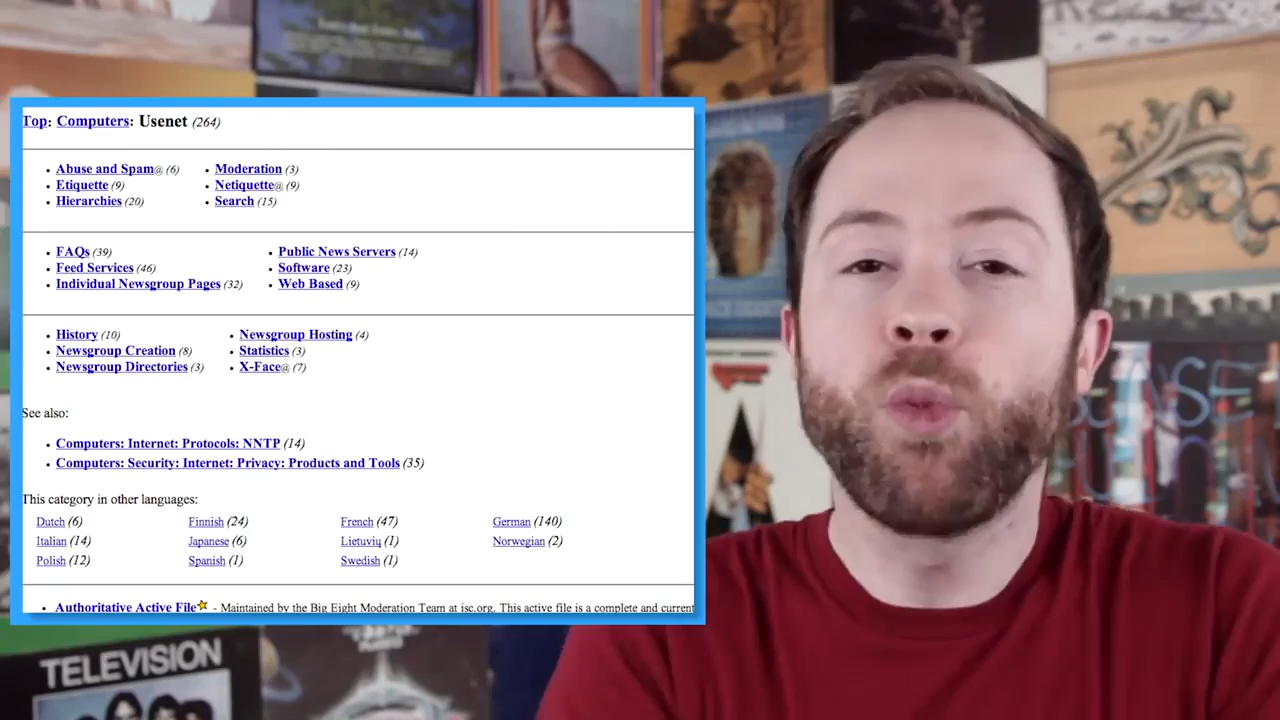 Top: Computers: Usenet (264)
Abuse and Spam@ (6)
Etiquette (9)
Hierarchies (20)
Moderation (3)
Netiquette@ (9)
Search (15)
FAQs (39)
Feed Services (46)
Individual Newsgroup Pages (32)
Public News Servers (14)
Software (23)
Web Based (9)
History (10)
Newsgroup Creation (8)
Newsgroup Directories (3)
Newsgroup Hosting (4)
Statistics (3)
X-Face@ (7)
See also:
Computers: Internet: Protocols: NNTP (14)
Computers: Security: Internet: Privacy: Products and Tools (35)
This category in other languages:
Dutch (6) Finnish (24) French (47) German (140)
Italian (14) Japanese (6) Lietuvių (1) Norwegian (2)
Polish (12) Spanish (1) Swedish (1)
Authoritative Active File - Maintained by the Big Eight Moderation Team at isc.org. This active file is a complete and current
TELEVISION